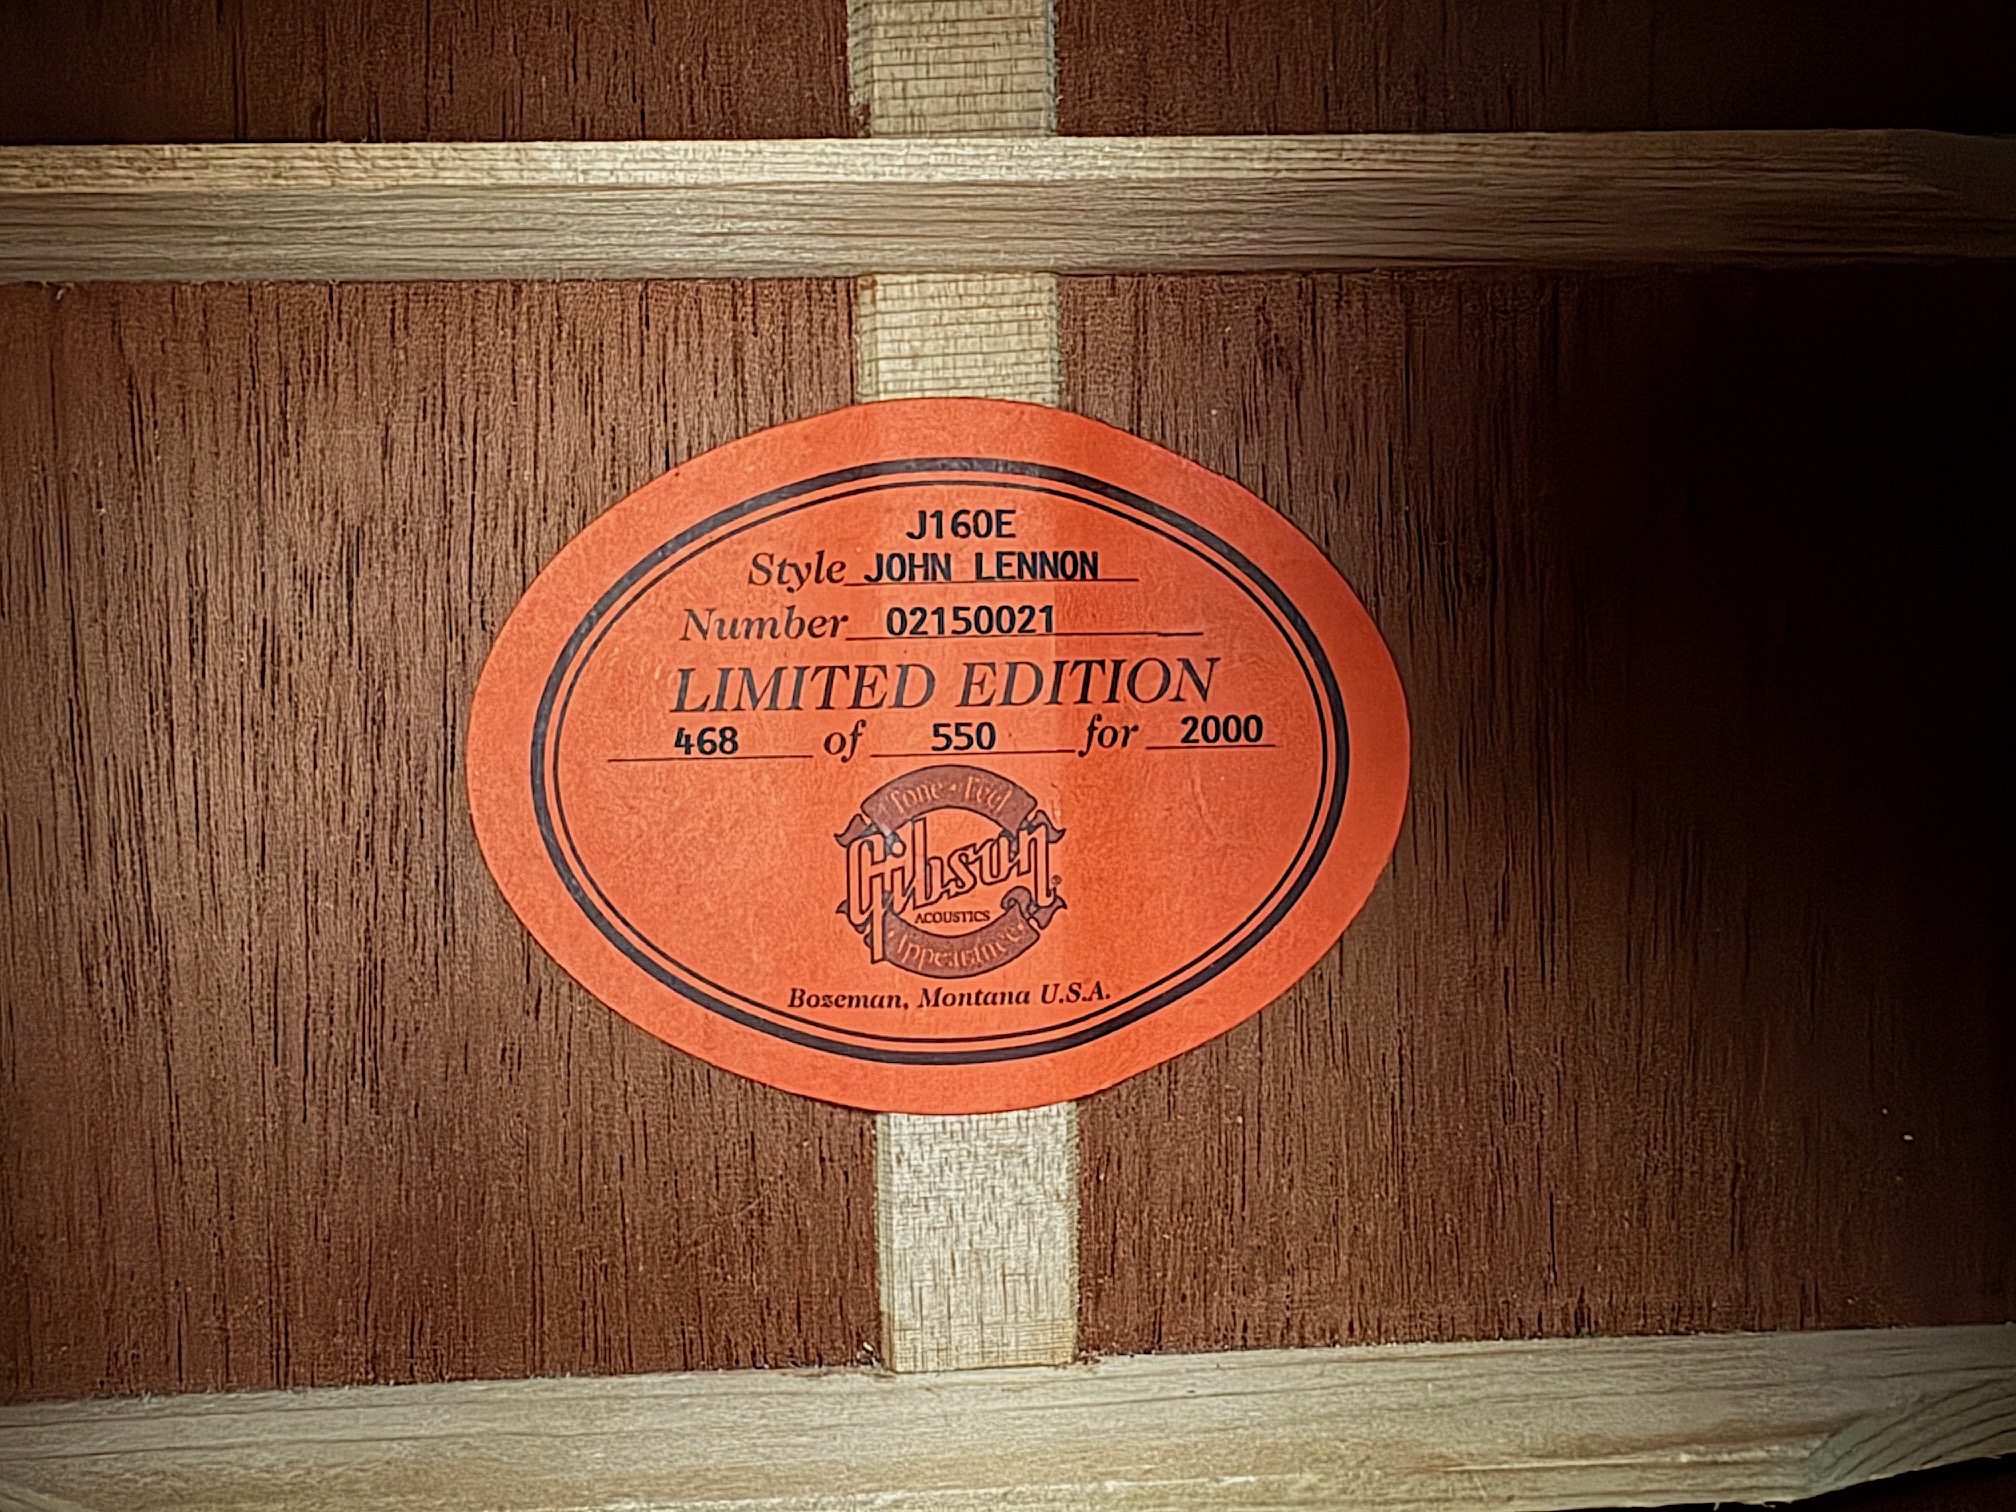 J160E
Style JOHN LENNON
Number 02150021
LIMITED EDITION
468 of 550 for 2000
Tone • Feel
Gibson
ACOUSTICS
Appearance
Bozeman, Montana U.S.A.